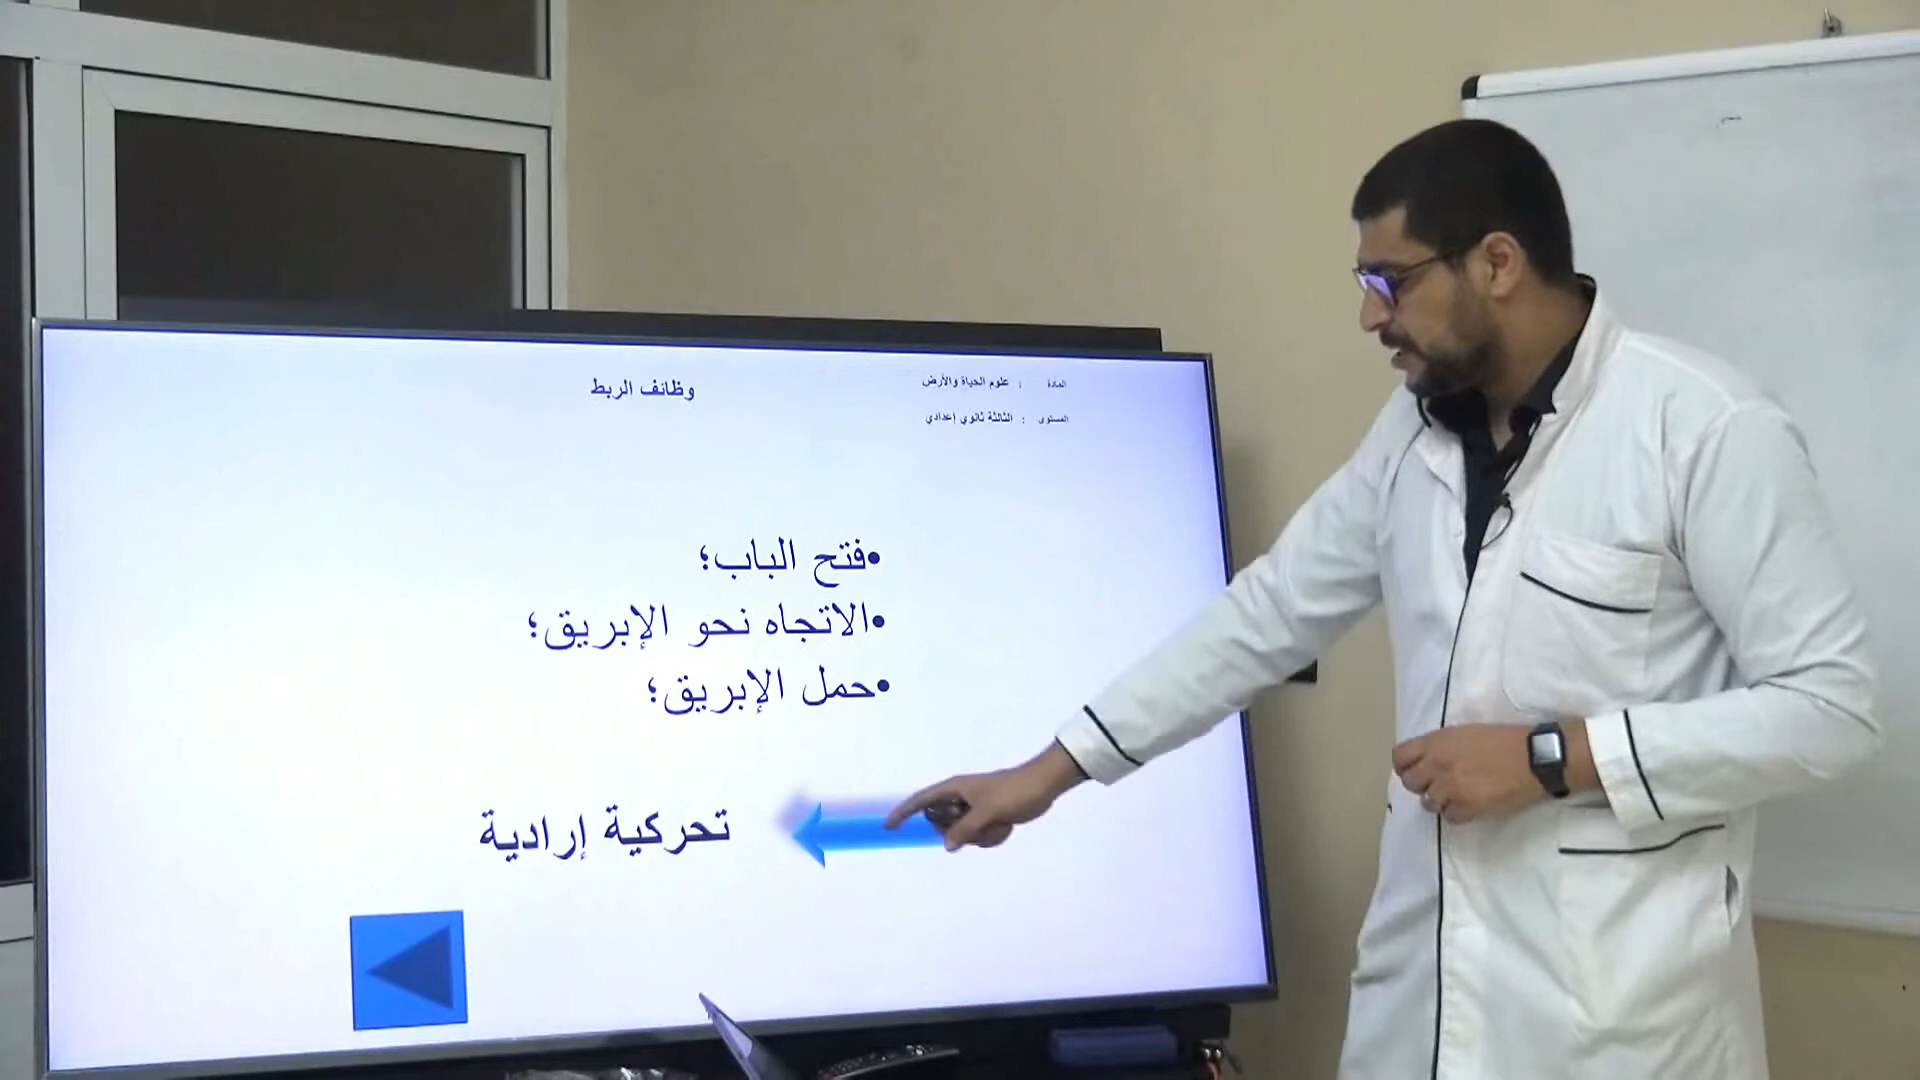 المادة : علوم الحياة والأرض
المستوى : الثالثة ثانوي إعدادي
وظائف الربط
•فتح الباب؛
•الاتجاه نحو الإبريق؛
•حمل الإبريق؛
تحركية إرادية